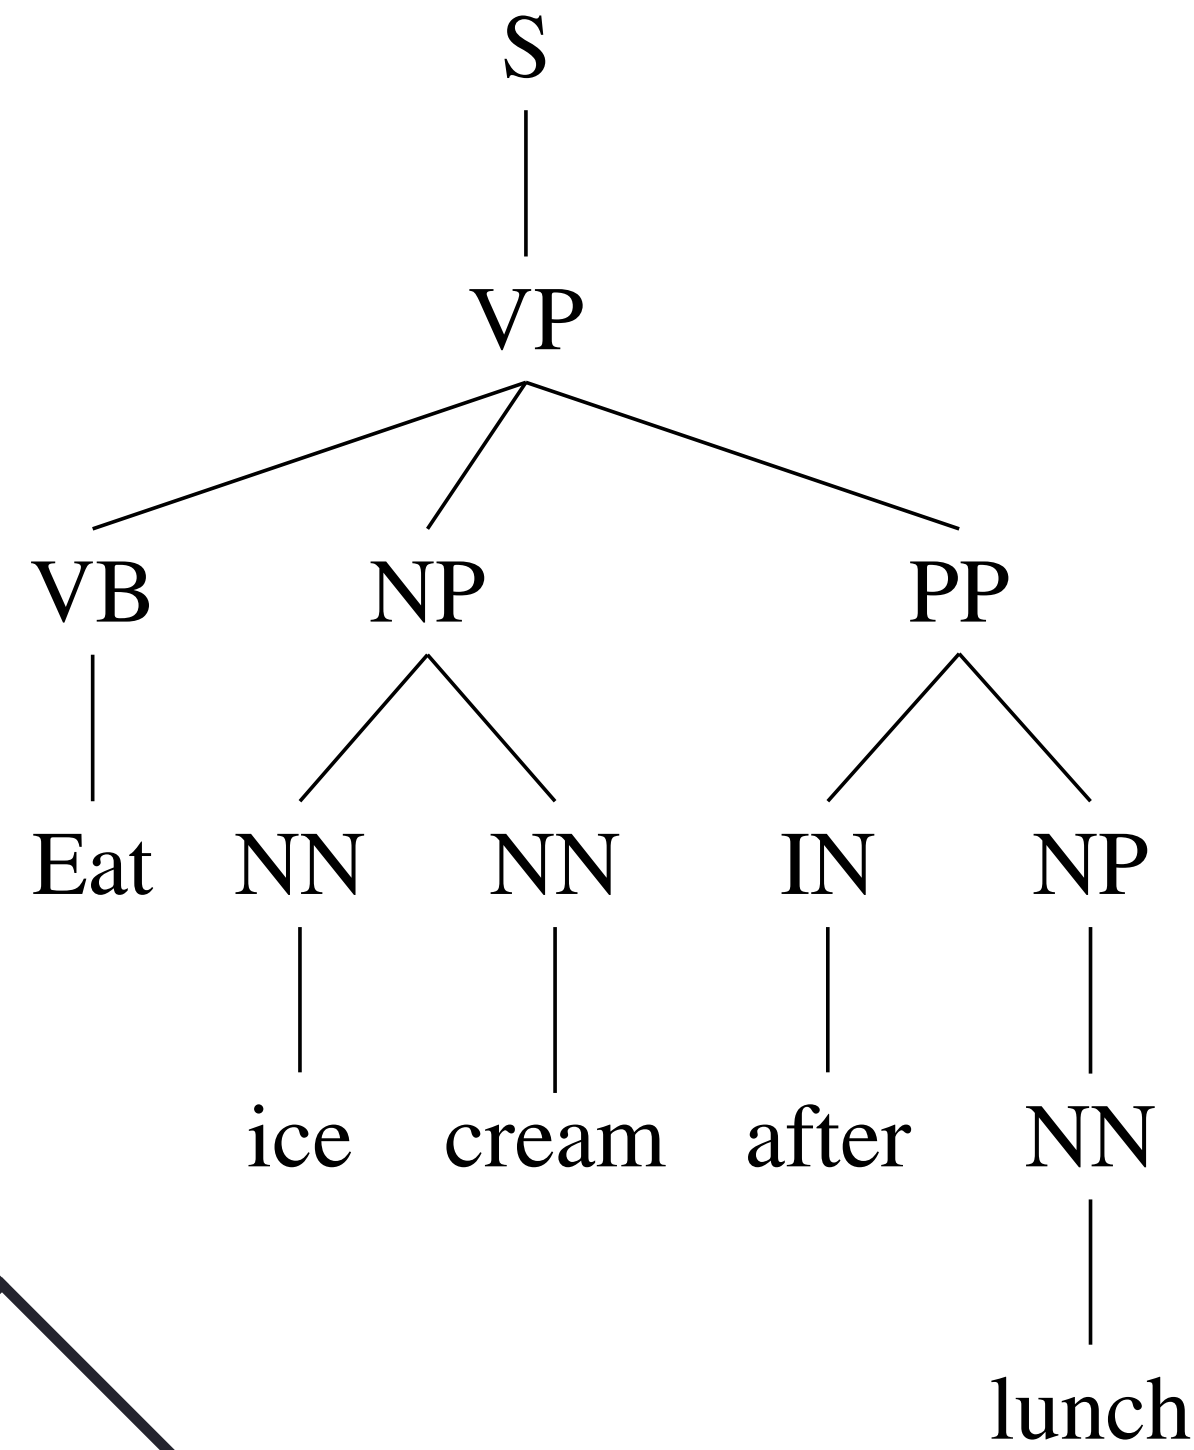 S
VP
VB NP PP
Eat NN NN IN NP
ice cream after NN
lunch